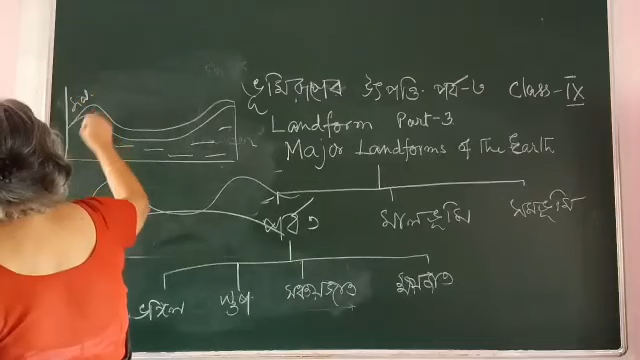 ভূমিরূপের উৎপত্তি পর্ব-৩ Class-IX
Landform Part-3
Major Landforms of The Earth
পর্বত মালভূমি সমভূমি
ভঙ্গিল স্তূপ সঞ্চয়জাত